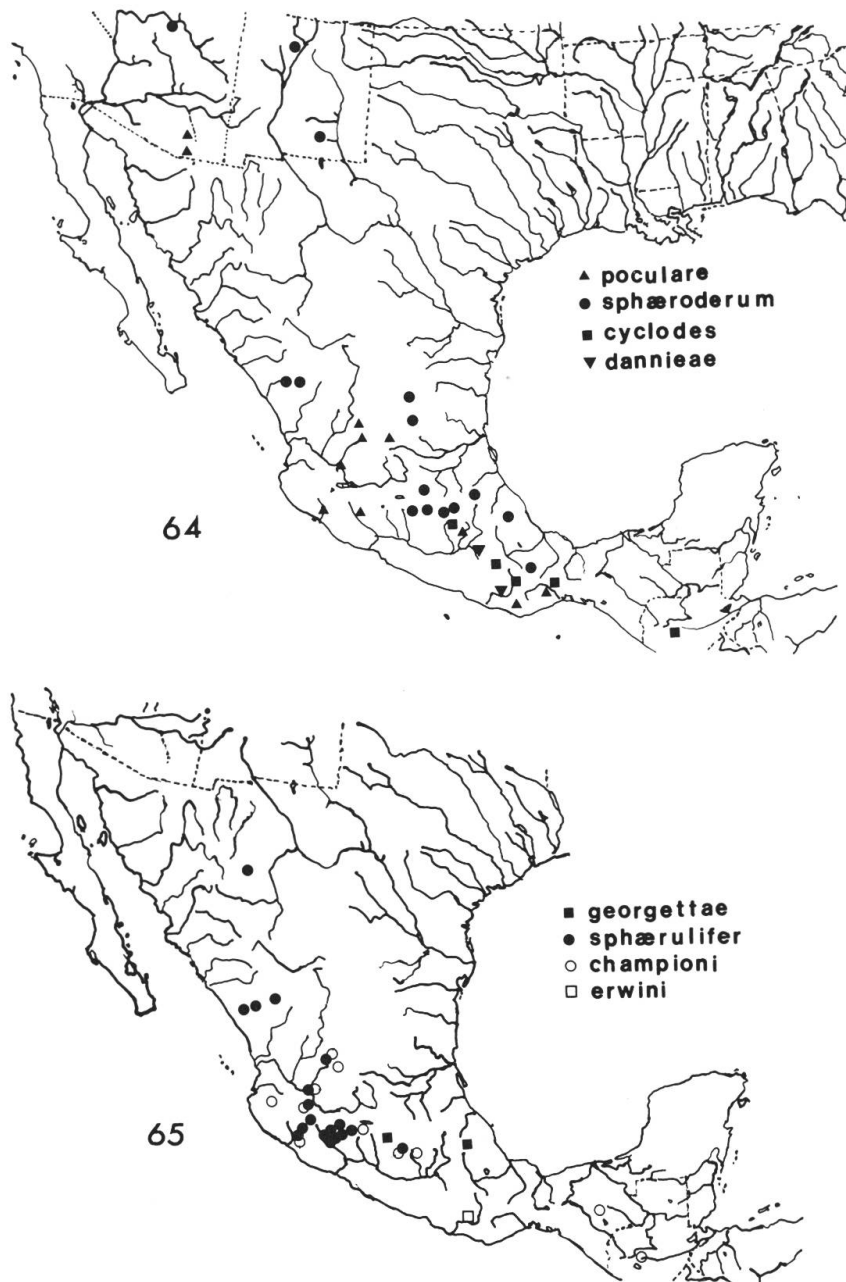 ▲ poculare
● sphæroderum
■ cyclodes
▼ dannieae
64
■ georgettae
● sphærulifer
○ championi
□ erwini
65